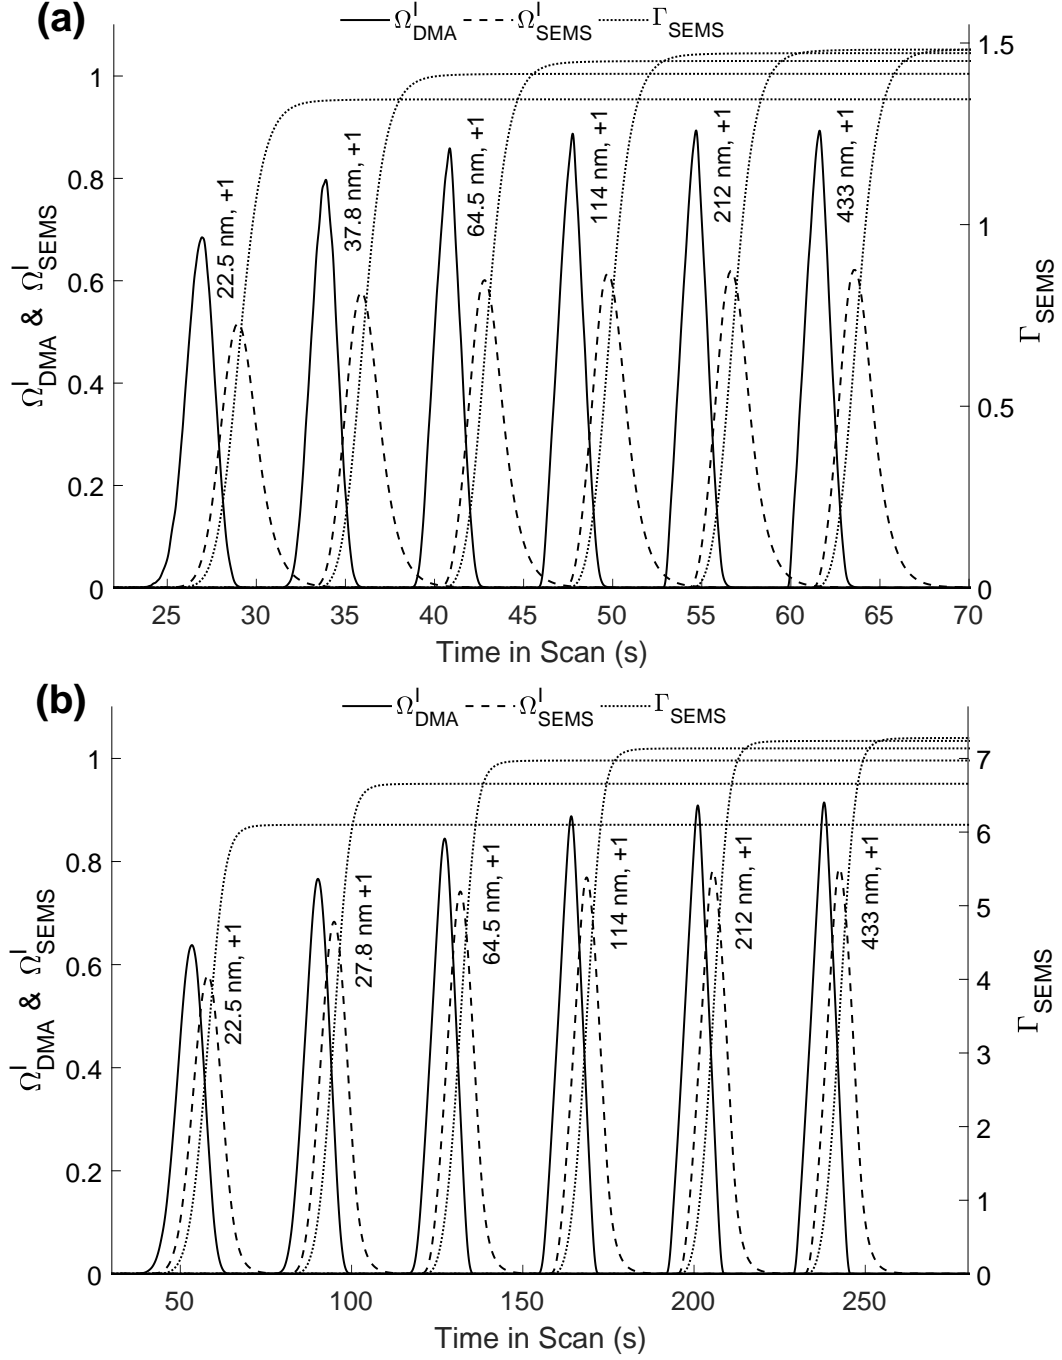 (a)
Ω^I_DMA Ω^I_SEMS Γ_SEMS
Ω^I_DMA & Ω^I_SEMS
1
0.8
0.6
0.4
0.2
0
22.5 nm, +1
37.8 nm, +1
64.5 nm, +1
114 nm, +1
212 nm, +1
433 nm, +1
1.5
1
0.5
0
Γ_SEMS
25 30 35 40 45 50 55 60 65 70
Time in Scan (s)
(b)
Ω^I_DMA Ω^I_SEMS Γ_SEMS
Ω^I_DMA & Ω^I_SEMS
1
0.8
0.6
0.4
0.2
0
22.5 nm, +1
27.8 nm +1
64.5 nm, +1
114 nm, +1
212 nm, +1
433 nm, +1
7
6
5
4
3
2
1
0
Γ_SEMS
50 100 150 200 250
Time in Scan (s)